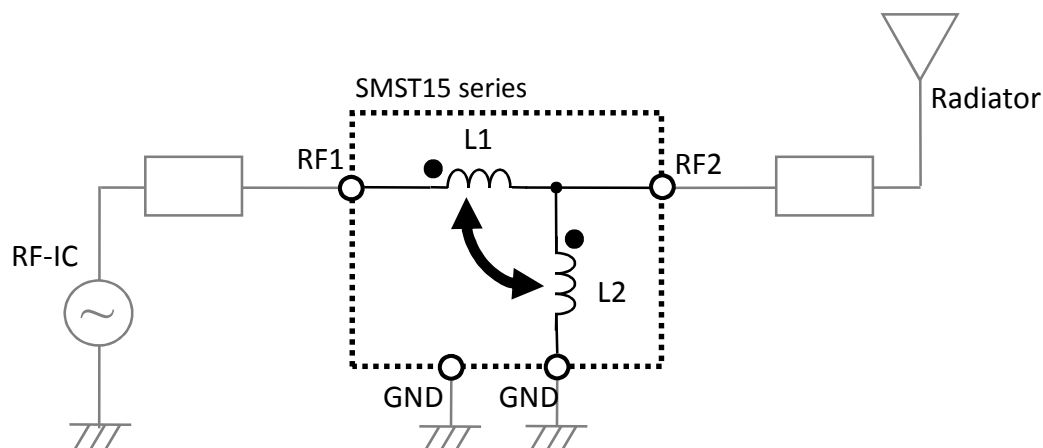 SMST15 series
Radiator
L1
RF1
RF2
RF-IC
L2
GND
GND